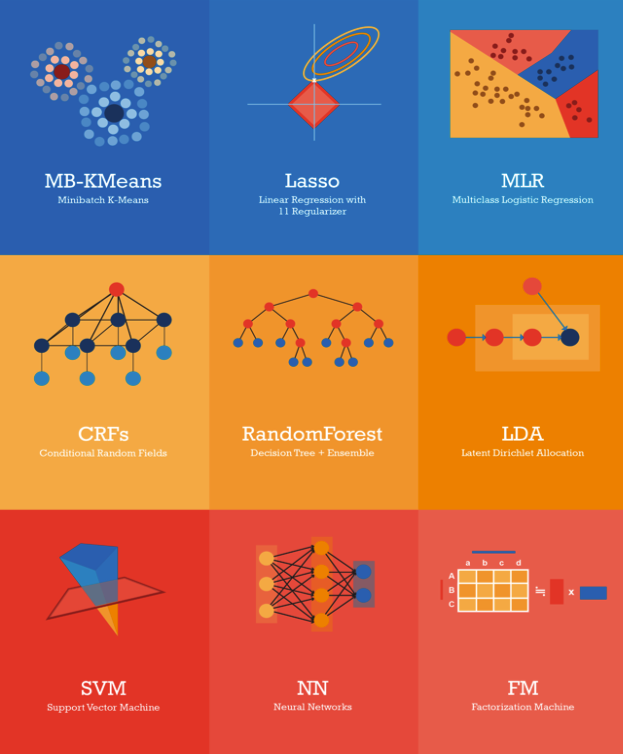 MB-KMeans
Minibatch K-Means
Lasso
Linear Regression with
11 Regularizer
MLR
Multiclass Logistic Regression
CRFs
Conditional Random Fields
RandomForest
Decision Tree + Ensemble
LDA
Latent Dirichlet Allocation
SVM
Support Vector Machine
NN
Neural Networks
a b c d
A
B ≒ x
C
FM
Factorization Machine